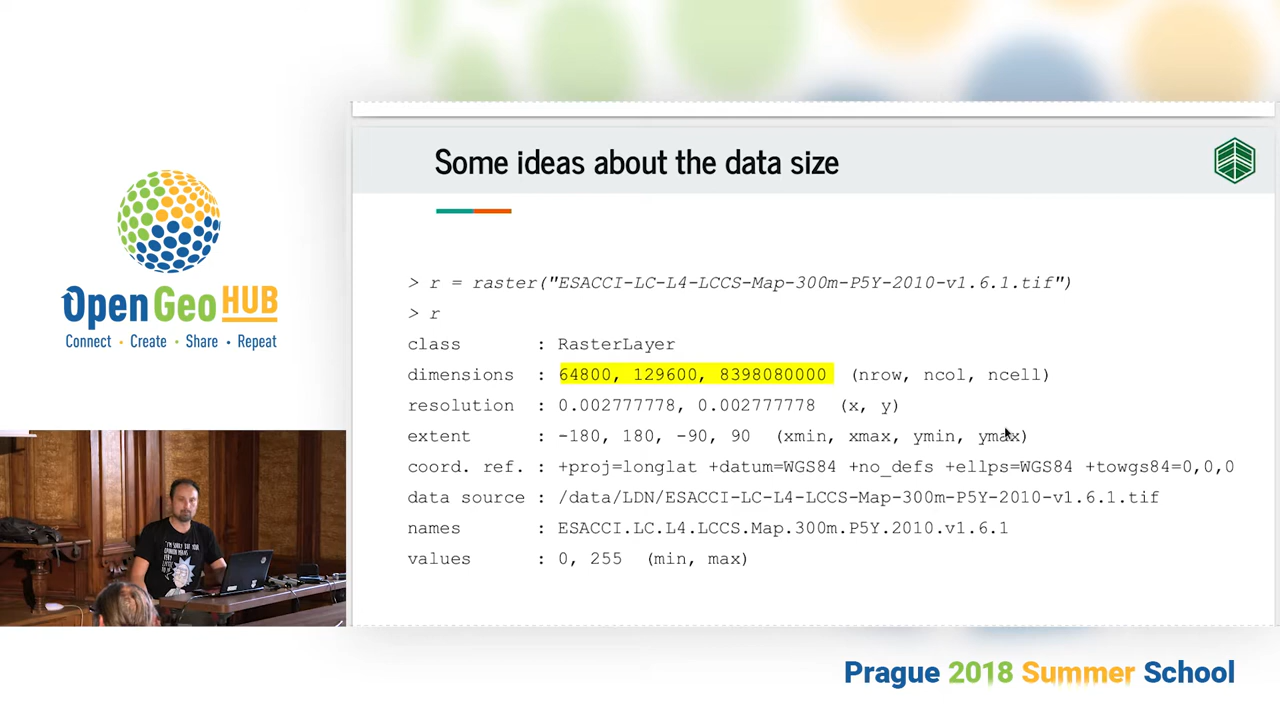 Some ideas about the data size
> r = raster("ESACCI-LC-L4-LCCS-Map-300m-P5Y-2010-v1.6.1.tif")
> r
class : RasterLayer
dimensions : 64800, 129600, 8398080000 (nrow, ncol, ncell)
resolution : 0.002777778, 0.002777778 (x, y)
extent : -180, 180, -90, 90 (xmin, xmax, ymin, ymax)
coord. ref. : +proj=longlat +datum=WGS84 +no_defs +ellps=WGS84 +towgs84=0,0,0
data source : /data/LDN/ESACCI-LC-L4-LCCS-Map-300m-P5Y-2010-v1.6.1.tif
names : ESACCI.LC.L4.LCCS.Map.300m.P5Y.2010.v1.6.1
values : 0, 255 (min, max)
Open Geo HUB
Connect • Create • Share • Repeat
Prague 2018 Summer School